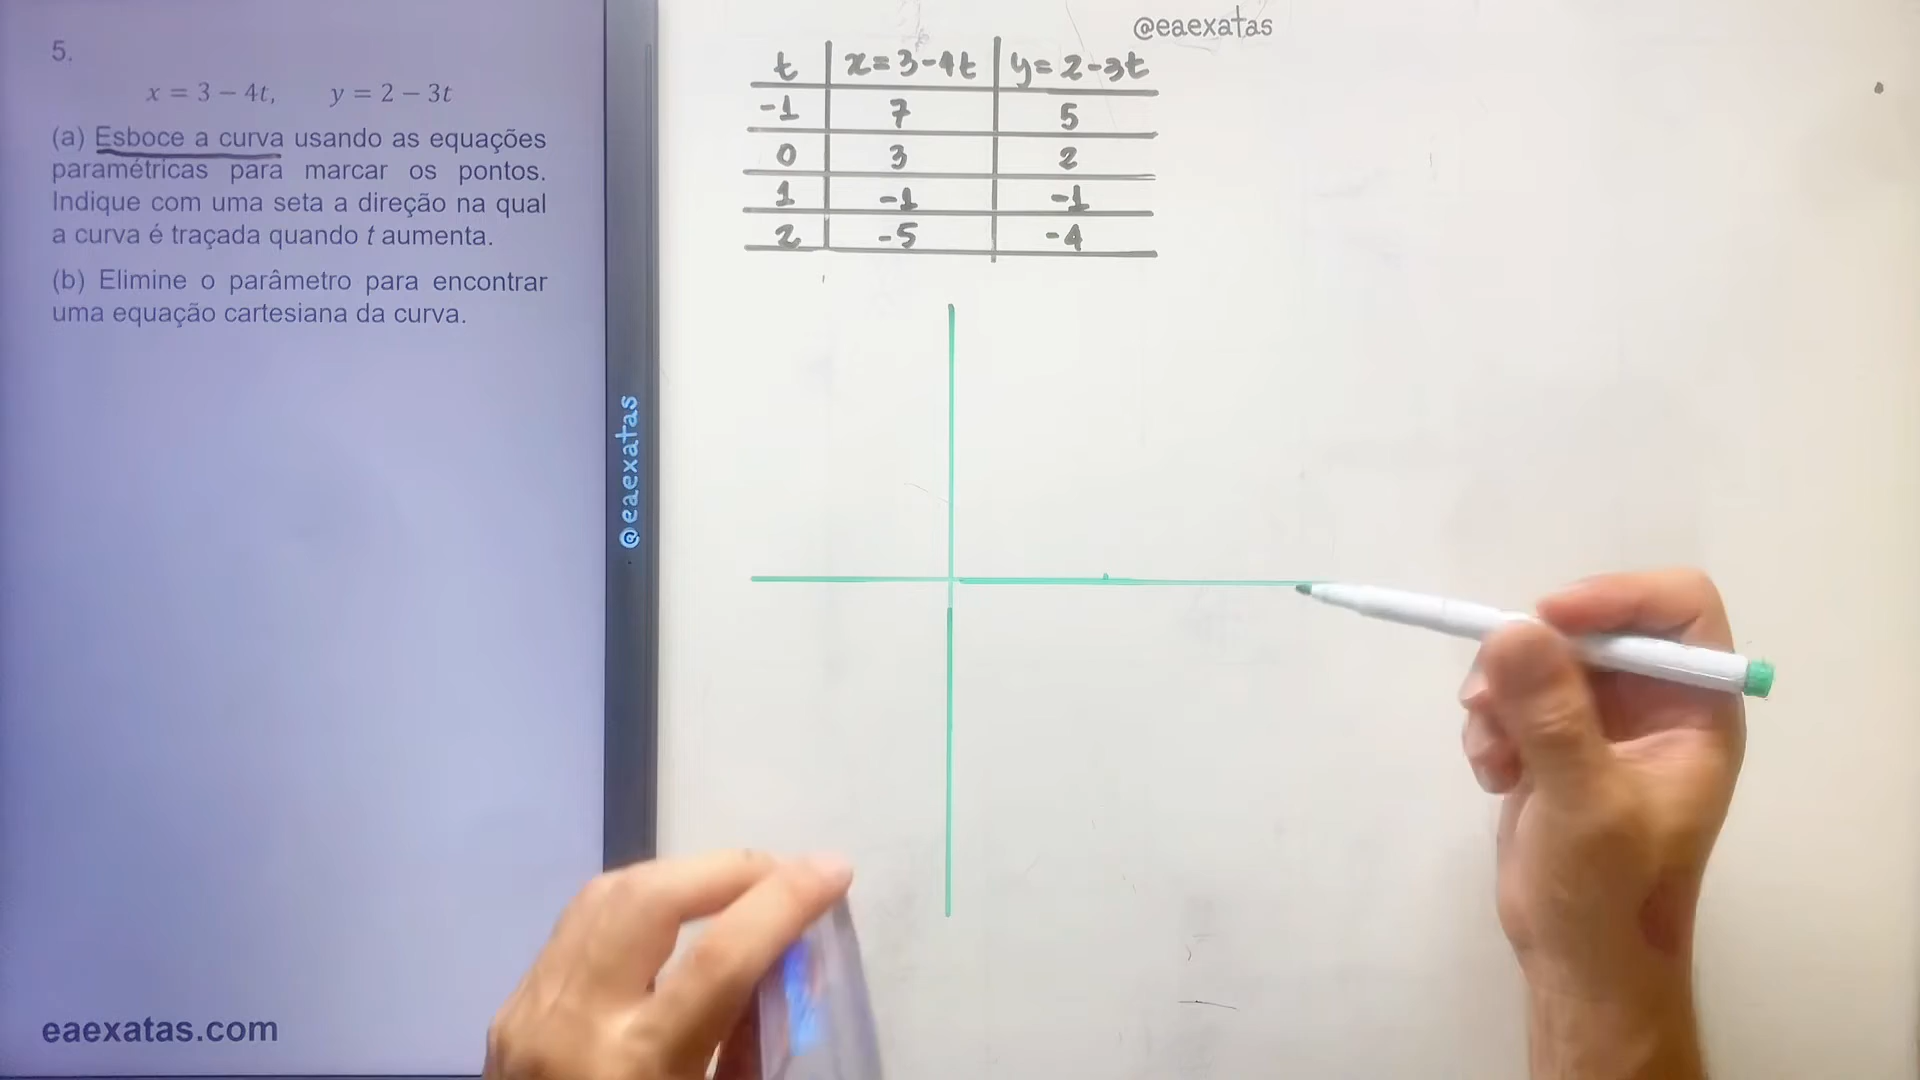 5.
x = 3 − 4t, y = 2 − 3t
(a) Esboce a curva usando as equações
paramétricas para marcar os pontos.
Indique com uma seta a direção na qual
a curva é traçada quando t aumenta.
(b) Elimine o parâmetro para encontrar
uma equação cartesiana da curva.
eaexatas.com
@eaexatas
@eaexatas
t x=3-4t y=2-3t
-1 7 5
0 3 2
1 -1 -1
2 -5 -4